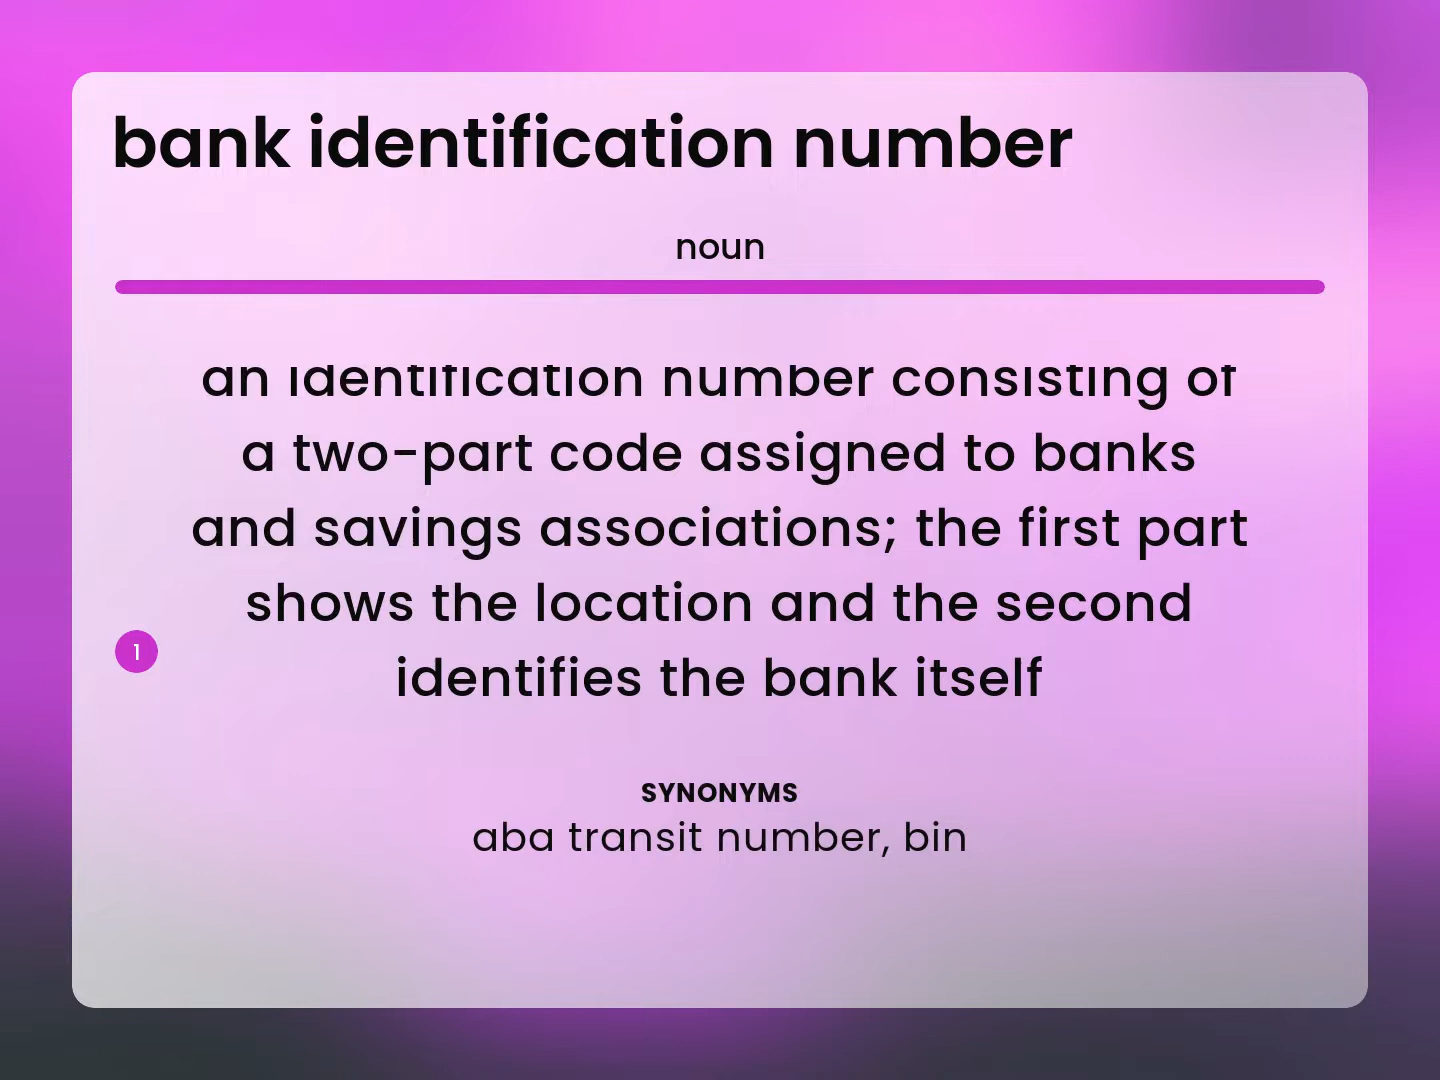 bank identification number
noun
an identification number consisting of
a two-part code assigned to banks
and savings associations; the first part
shows the location and the second
1
identifies the bank itself
SYNONYMS
aba transit number, bin